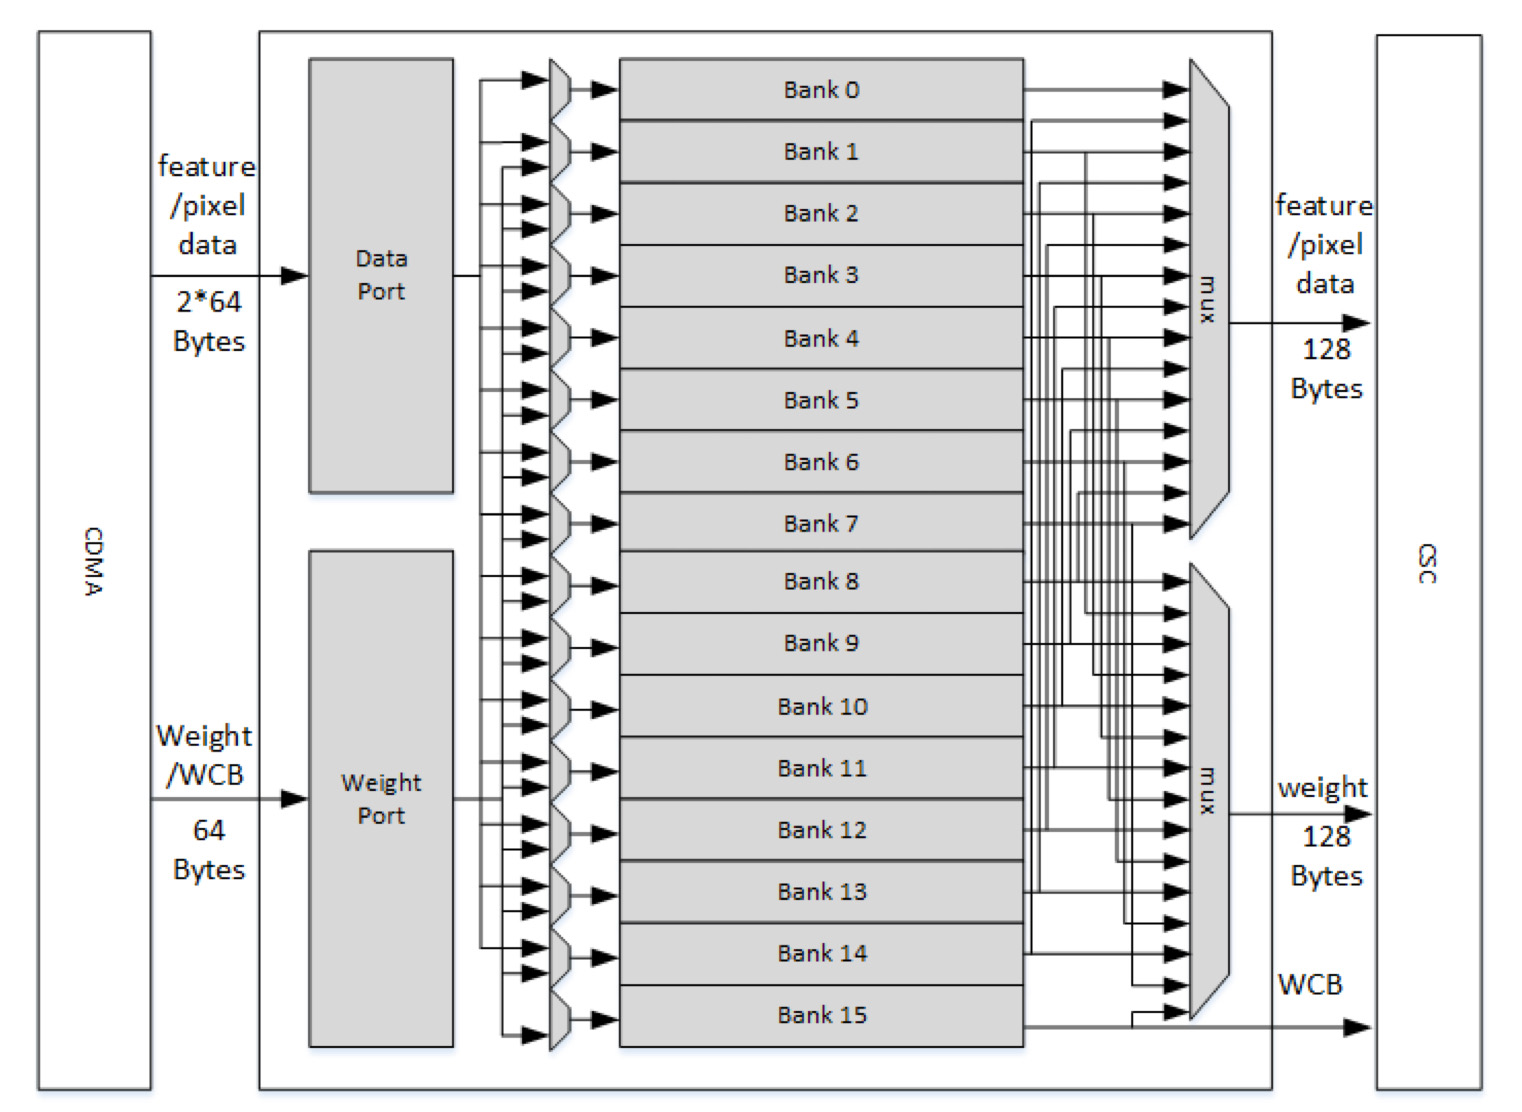 CDMA
feature
/pixel
data
2*64
Bytes
Weight
/WCB
64
Bytes
Data
Port
Weight
Port
Bank 0
Bank 1
Bank 2
Bank 3
Bank 4
Bank 5
Bank 6
Bank 7
Bank 8
Bank 9
Bank 10
Bank 11
Bank 12
Bank 13
Bank 14
Bank 15
mux
mux
feature
/pixel
data
128
Bytes
weight
128
Bytes
WCB
CSC